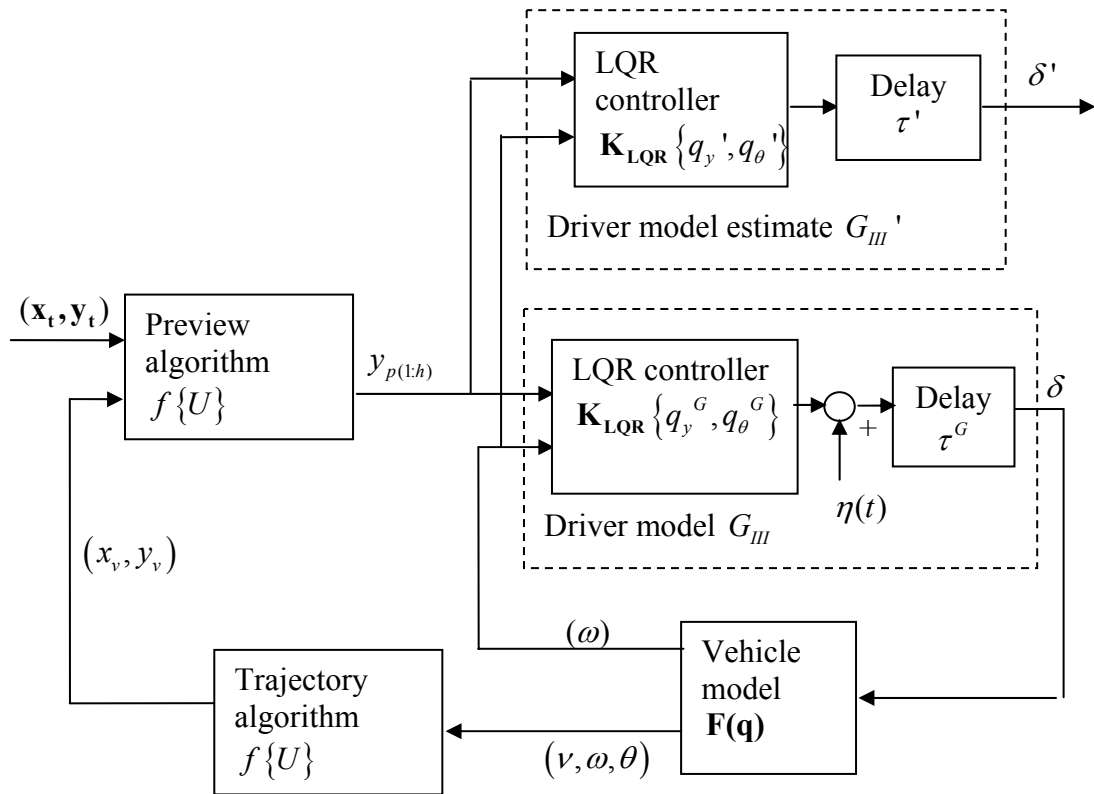 LQR
controller
K_LQR {q_y', q_θ'}
Delay
τ'
δ'
Driver model estimate G_III'
(x_t, y_t)
Preview
algorithm
f{U}
y_p(1:h)
LQR controller
K_LQR {q_y^G, q_θ^G}
+
η(t)
Delay
τ^G
δ
Driver model G_III
(x_v, y_v)
(ω)
Vehicle
model
F(q)
Trajectory
algorithm
f{U}
(ν, ω, θ)